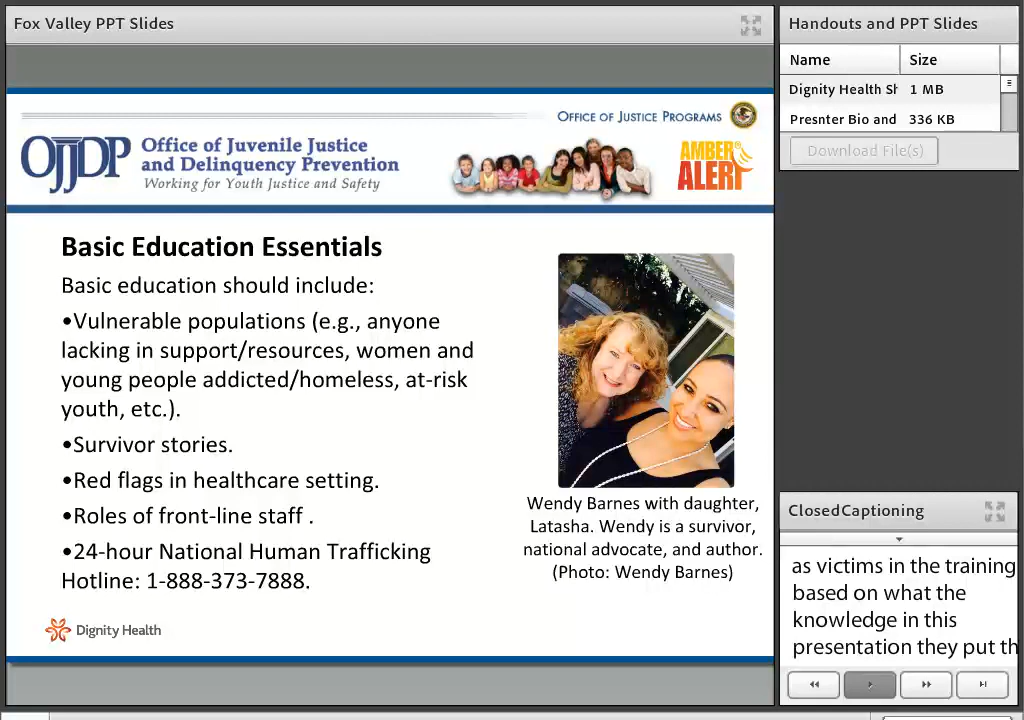 Fox Valley PPT Slides
OFFICE OF JUSTICE PROGRAMS
OJJDP
Office of Juvenile Justice
and Delinquency Prevention
Working for Youth Justice and Safety
AMBER
ALERT
Basic Education Essentials
Basic education should include:
•Vulnerable populations (e.g., anyone
lacking in support/resources, women and
young people addicted/homeless, at-risk
youth, etc.).
•Survivor stories.
•Red flags in healthcare setting.
•Roles of front-line staff .
•24-hour National Human Trafficking
Hotline: 1-888-373-7888.
Wendy Barnes with daughter,
Latasha. Wendy is a survivor,
national advocate, and author.
(Photo: Wendy Barnes)
Dignity Health
Handouts and PPT Slides
Name Size
Dignity Health Sh 1 MB
Presnter Bio and 336 KB
Download File(s)
ClosedCaptioning
as victims in the training
based on what the
knowledge in this
presentation they put th